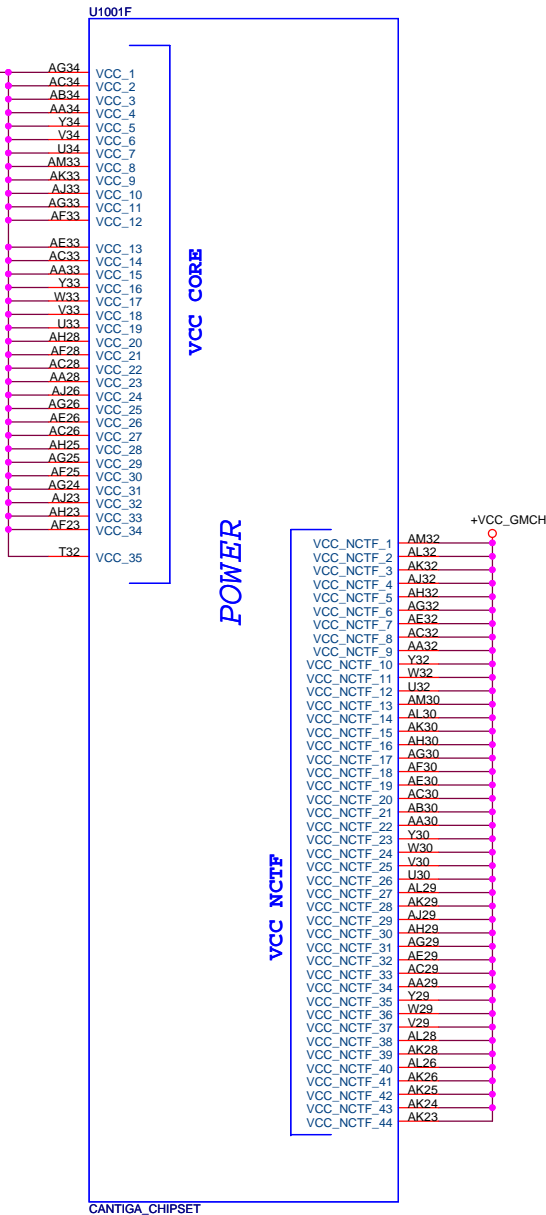 U1001F
AG34 VCC_1
AC34 VCC_2
AB34 VCC_3
AA34 VCC_4
Y34 VCC_5
V34 VCC_6
U34 VCC_7
AM33 VCC_8
AK33 VCC_9
AJ33 VCC_10
AG33 VCC_11
AF33 VCC_12
AE33 VCC_13
AC33 VCC_14
AA33 VCC_15
Y33 VCC_16
W33 VCC_17
V33 VCC_18
U33 VCC_19
AH28 VCC_20
AF28 VCC_21
AC28 VCC_22
AA28 VCC_23
AJ26 VCC_24
AG26 VCC_25
AE26 VCC_26
AC26 VCC_27
AH25 VCC_28
AG25 VCC_29
AF25 VCC_30
AG24 VCC_31
AJ23 VCC_32
AH23 VCC_33
AF23 VCC_34
T32 VCC_35
VCC CORE
POWER
+VCC_GMCH
VCC_NCTF_1 AM32
VCC_NCTF_2 AL32
VCC_NCTF_3 AK32
VCC_NCTF_4 AJ32
VCC_NCTF_5 AH32
VCC_NCTF_6 AG32
VCC_NCTF_7 AE32
VCC_NCTF_8 AC32
VCC_NCTF_9 AA32
VCC_NCTF_10 Y32
VCC_NCTF_11 W32
VCC_NCTF_12 U32
VCC_NCTF_13 AM30
VCC_NCTF_14 AL30
VCC_NCTF_15 AK30
VCC_NCTF_16 AH30
VCC_NCTF_17 AG30
VCC_NCTF_18 AF30
VCC_NCTF_19 AE30
VCC_NCTF_20 AC30
VCC_NCTF_21 AB30
VCC_NCTF_22 AA30
VCC_NCTF_23 Y30
VCC_NCTF_24 W30
VCC_NCTF_25 V30
VCC_NCTF_26 U30
VCC_NCTF_27 AL29
VCC_NCTF_28 AK29
VCC_NCTF_29 AJ29
VCC_NCTF_30 AH29
VCC_NCTF_31 AG29
VCC_NCTF_32 AE29
VCC_NCTF_33 AC29
VCC_NCTF_34 AA29
VCC_NCTF_35 Y29
VCC_NCTF_36 W29
VCC_NCTF_37 V29
VCC_NCTF_38 AL28
VCC_NCTF_39 AK28
VCC_NCTF_40 AL26
VCC_NCTF_41 AK26
VCC_NCTF_42 AK25
VCC_NCTF_43 AK24
VCC_NCTF_44 AK23
VCC NCTF
CANTIGA_CHIPSET